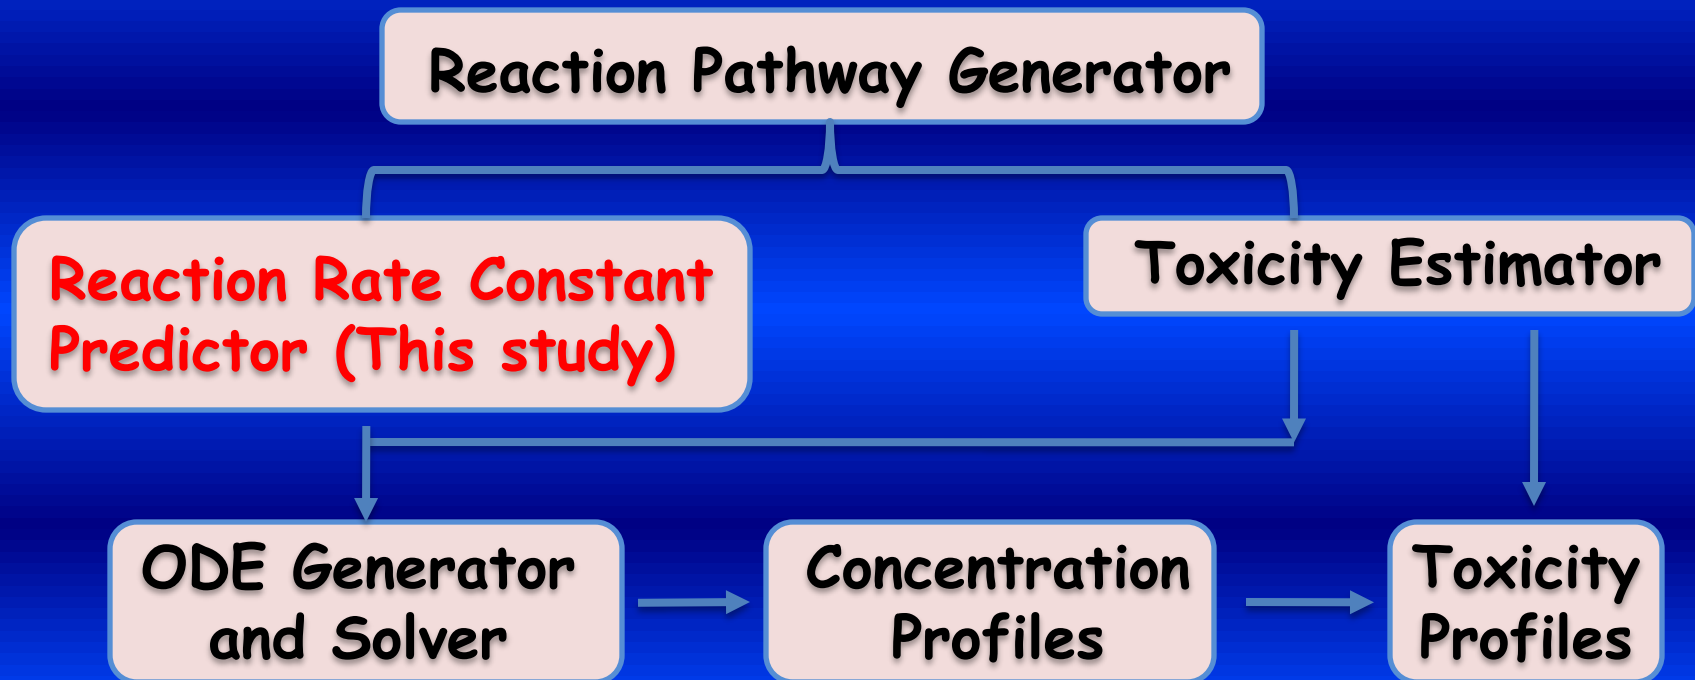 Reaction Pathway Generator
Reaction Rate Constant
Predictor (This study)
Toxicity Estimator
ODE Generator
and Solver
Concentration
Profiles
Toxicity
Profiles